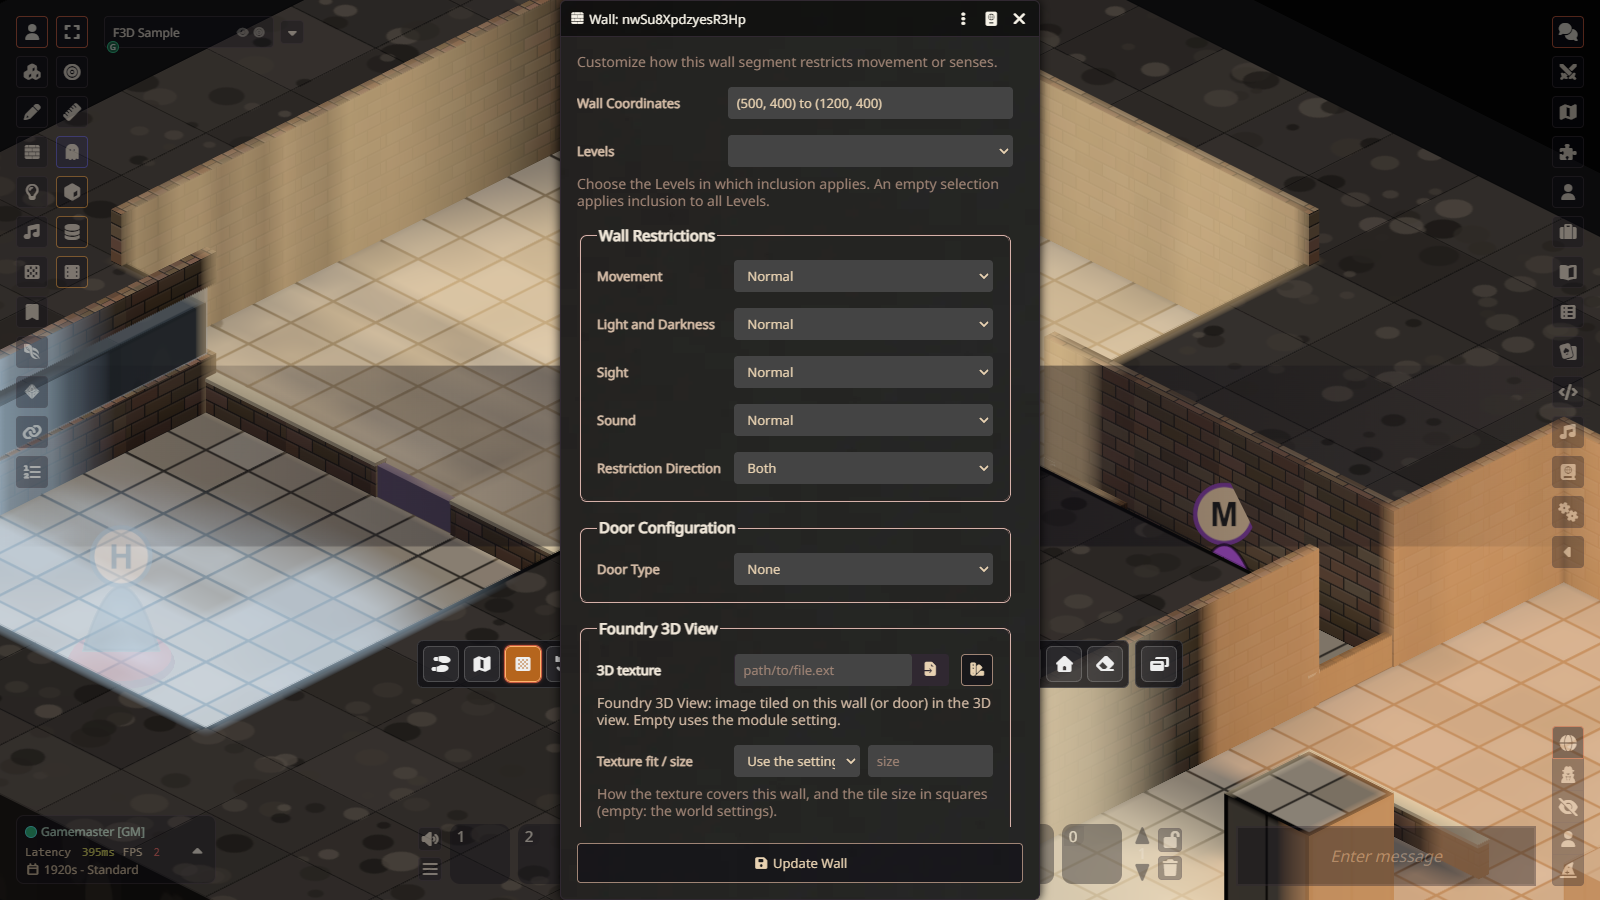 Wall: nwSu8XpdzyesR3Hp
F3D Sample
G
Customize how this wall segment restricts movement or senses.
Wall Coordinates
(500, 400) to (1200, 400)
Levels
Choose the Levels in which inclusion applies. An empty selection
applies inclusion to all Levels.
Wall Restrictions
Movement
Normal
Light and Darkness
Normal
Sight
Normal
Sound
Normal
Restriction Direction
Both
M
H
Door Configuration
Door Type
None
Foundry 3D View
3D texture
path/to/file.ext
Foundry 3D View: image tiled on this wall (or door) in the 3D
view. Empty uses the module setting.
Texture fit / size
Use the setting
size
How the texture covers this wall, and the tile size in squares
(empty: the world settings).
Update Wall
Gamemaster [GM]
Latency 395ms FPS 2
1920s - Standard
1
2
0
Enter message